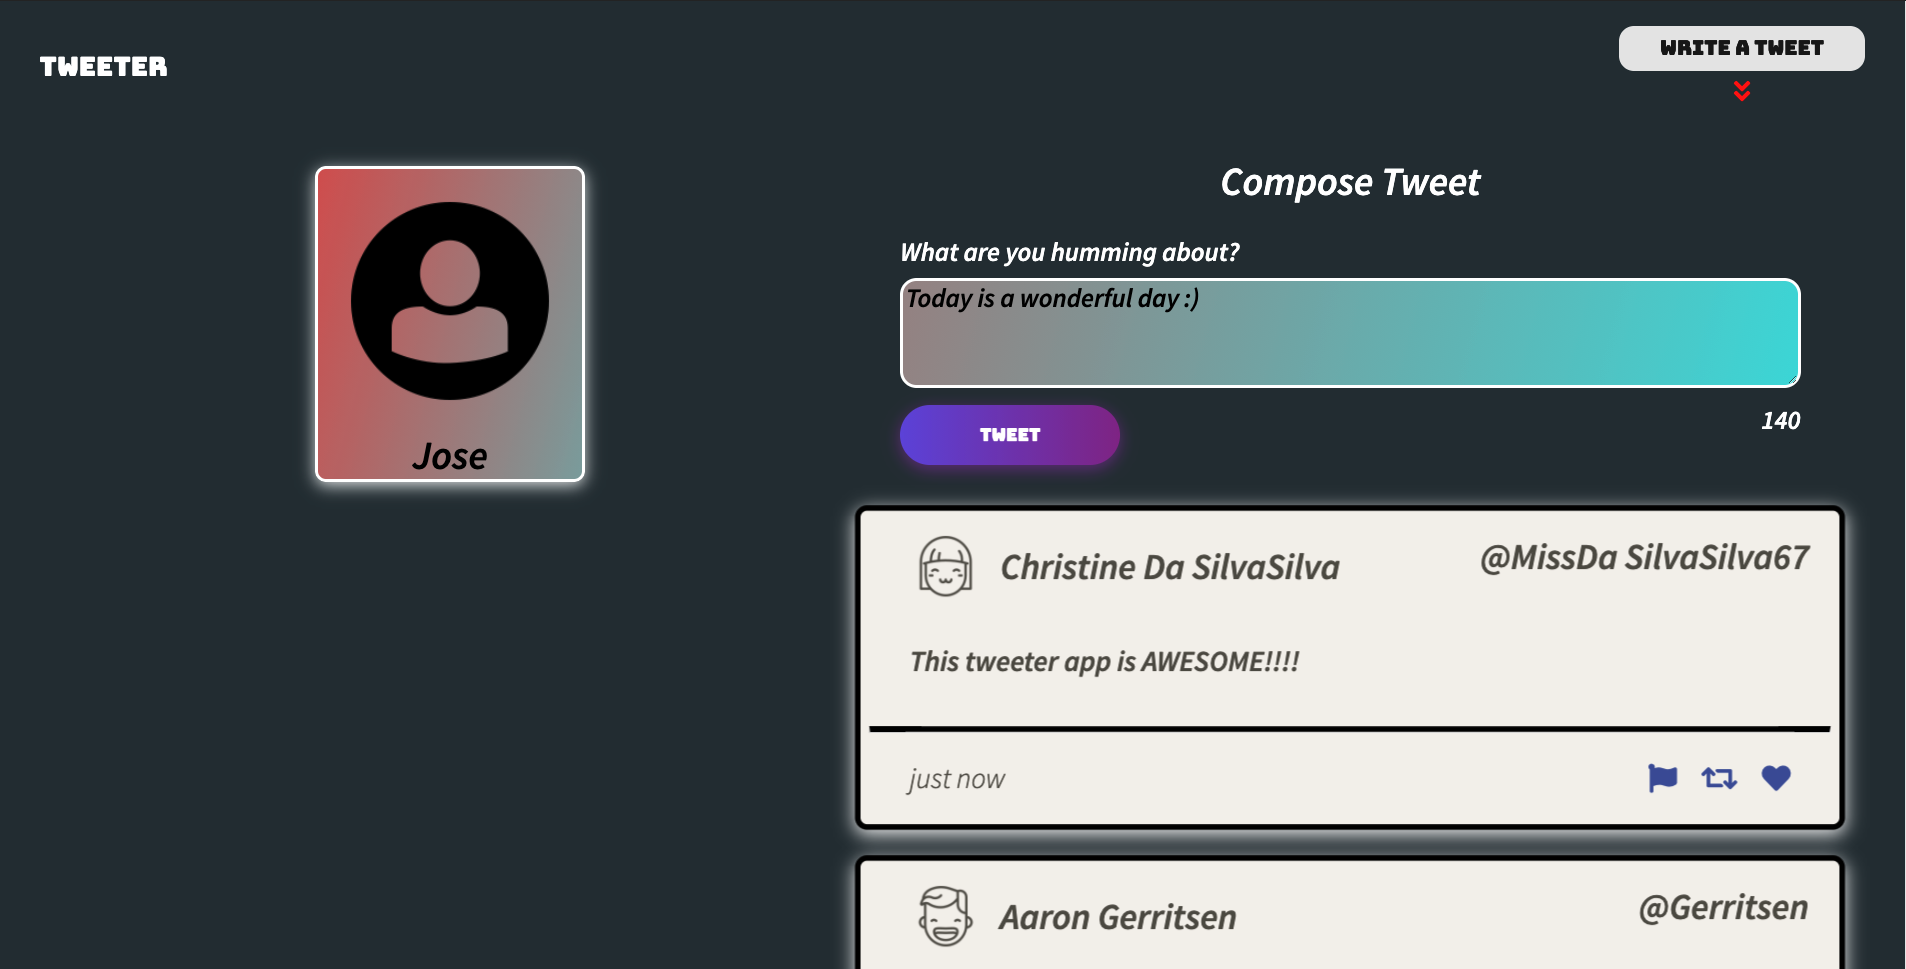 TWEETER
WRITE A TWEET
Jose
Compose Tweet
What are you humming about?
Today is a wonderful day :)
TWEET
140
Christine Da SilvaSilva
@MissDa SilvaSilva67
This tweeter app is AWESOME!!!!
just now
Aaron Gerritsen
@Gerritsen